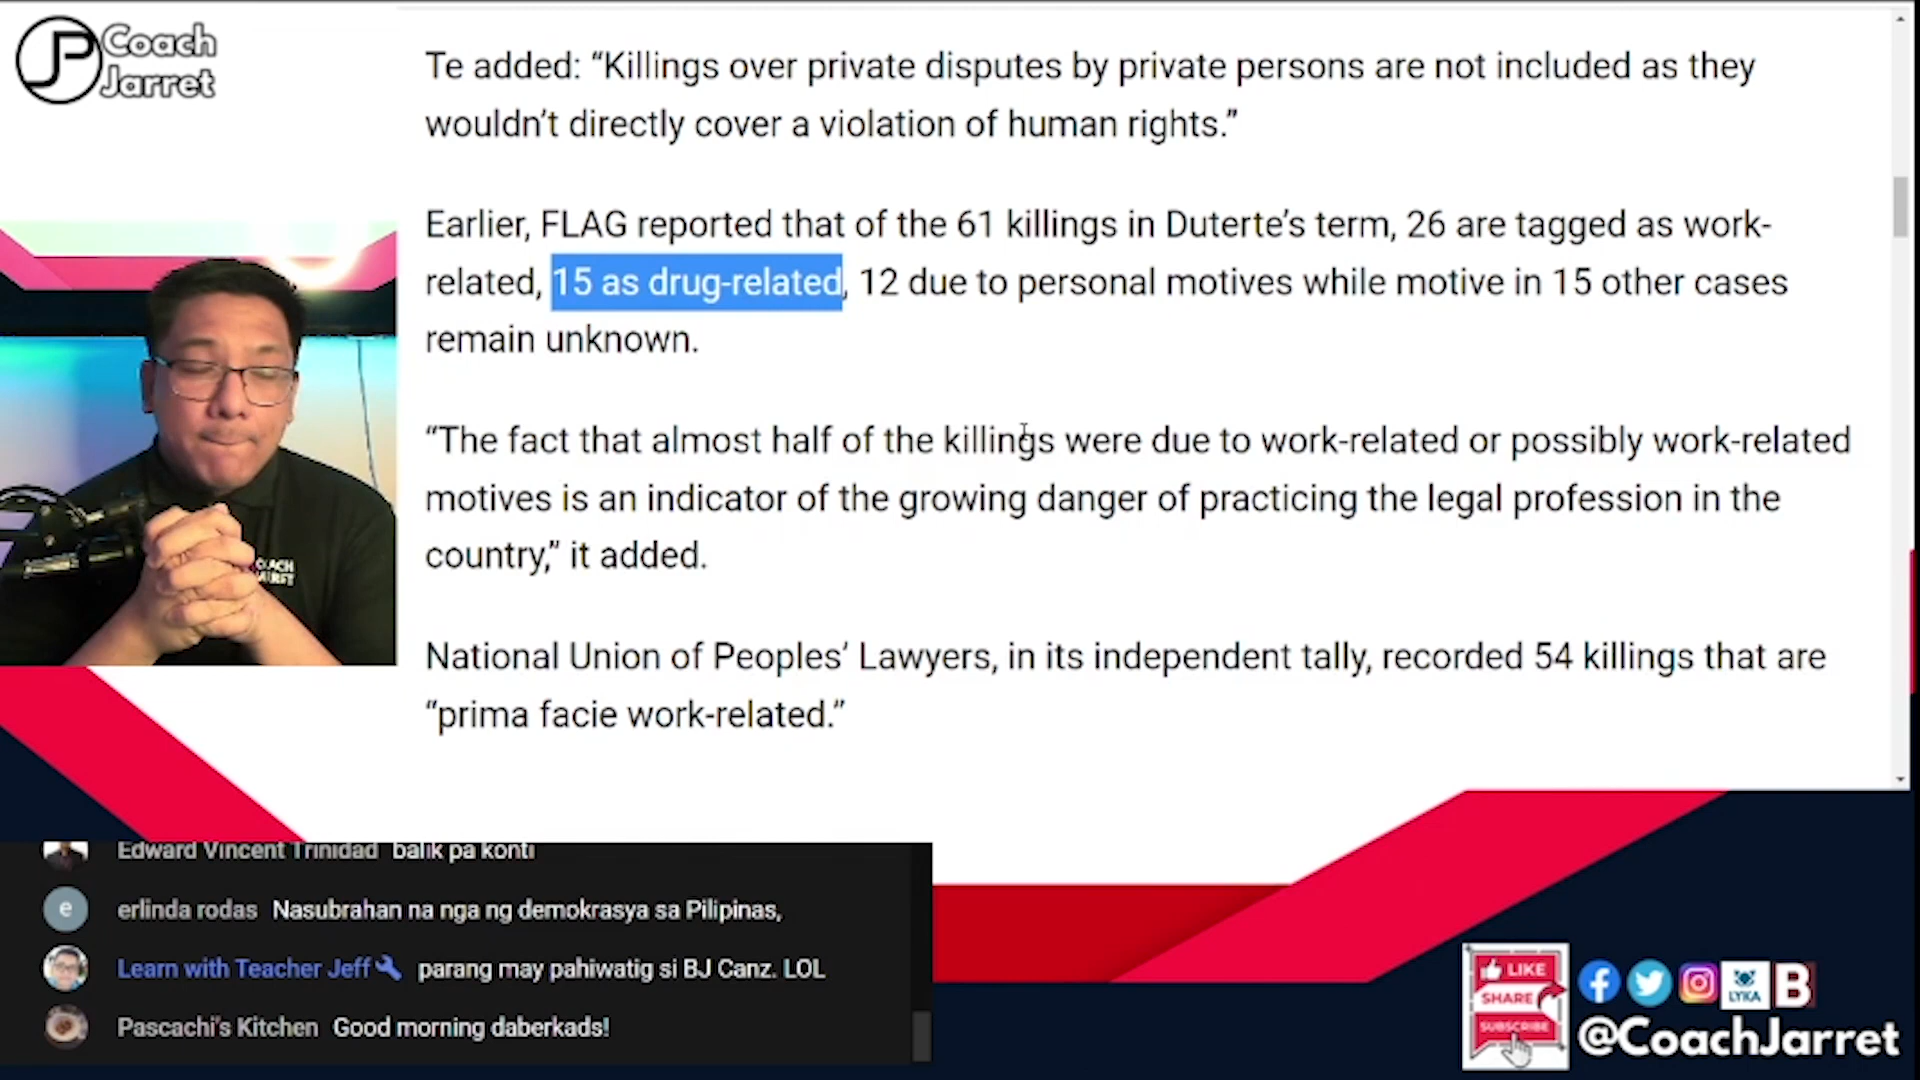 Coach
Jarret
Te added: “Killings over private disputes by private persons are not included as they
wouldn’t directly cover a violation of human rights.”
Earlier, FLAG reported that of the 61 killings in Duterte’s term, 26 are tagged as work-
related, 15 as drug-related, 12 due to personal motives while motive in 15 other cases
remain unknown.
“The fact that almost half of the killings were due to work-related or possibly work-related
motives is an indicator of the growing danger of practicing the legal profession in the
country,” it added.
National Union of Peoples’ Lawyers, in its independent tally, recorded 54 killings that are
“prima facie work-related.”
COACH
JARRET
Edward Vincent Trinidad balik pa konti
e erlinda rodas Nasubrahan na nga ng demokrasya sa Pilipinas,
Learn with Teacher Jeff parang may pahiwatig si BJ Canz. LOL
Pascachi's Kitchen Good morning daberkads!
LIKE
SHARE
SUBSCRIBE
LYKA
B
@CoachJarret